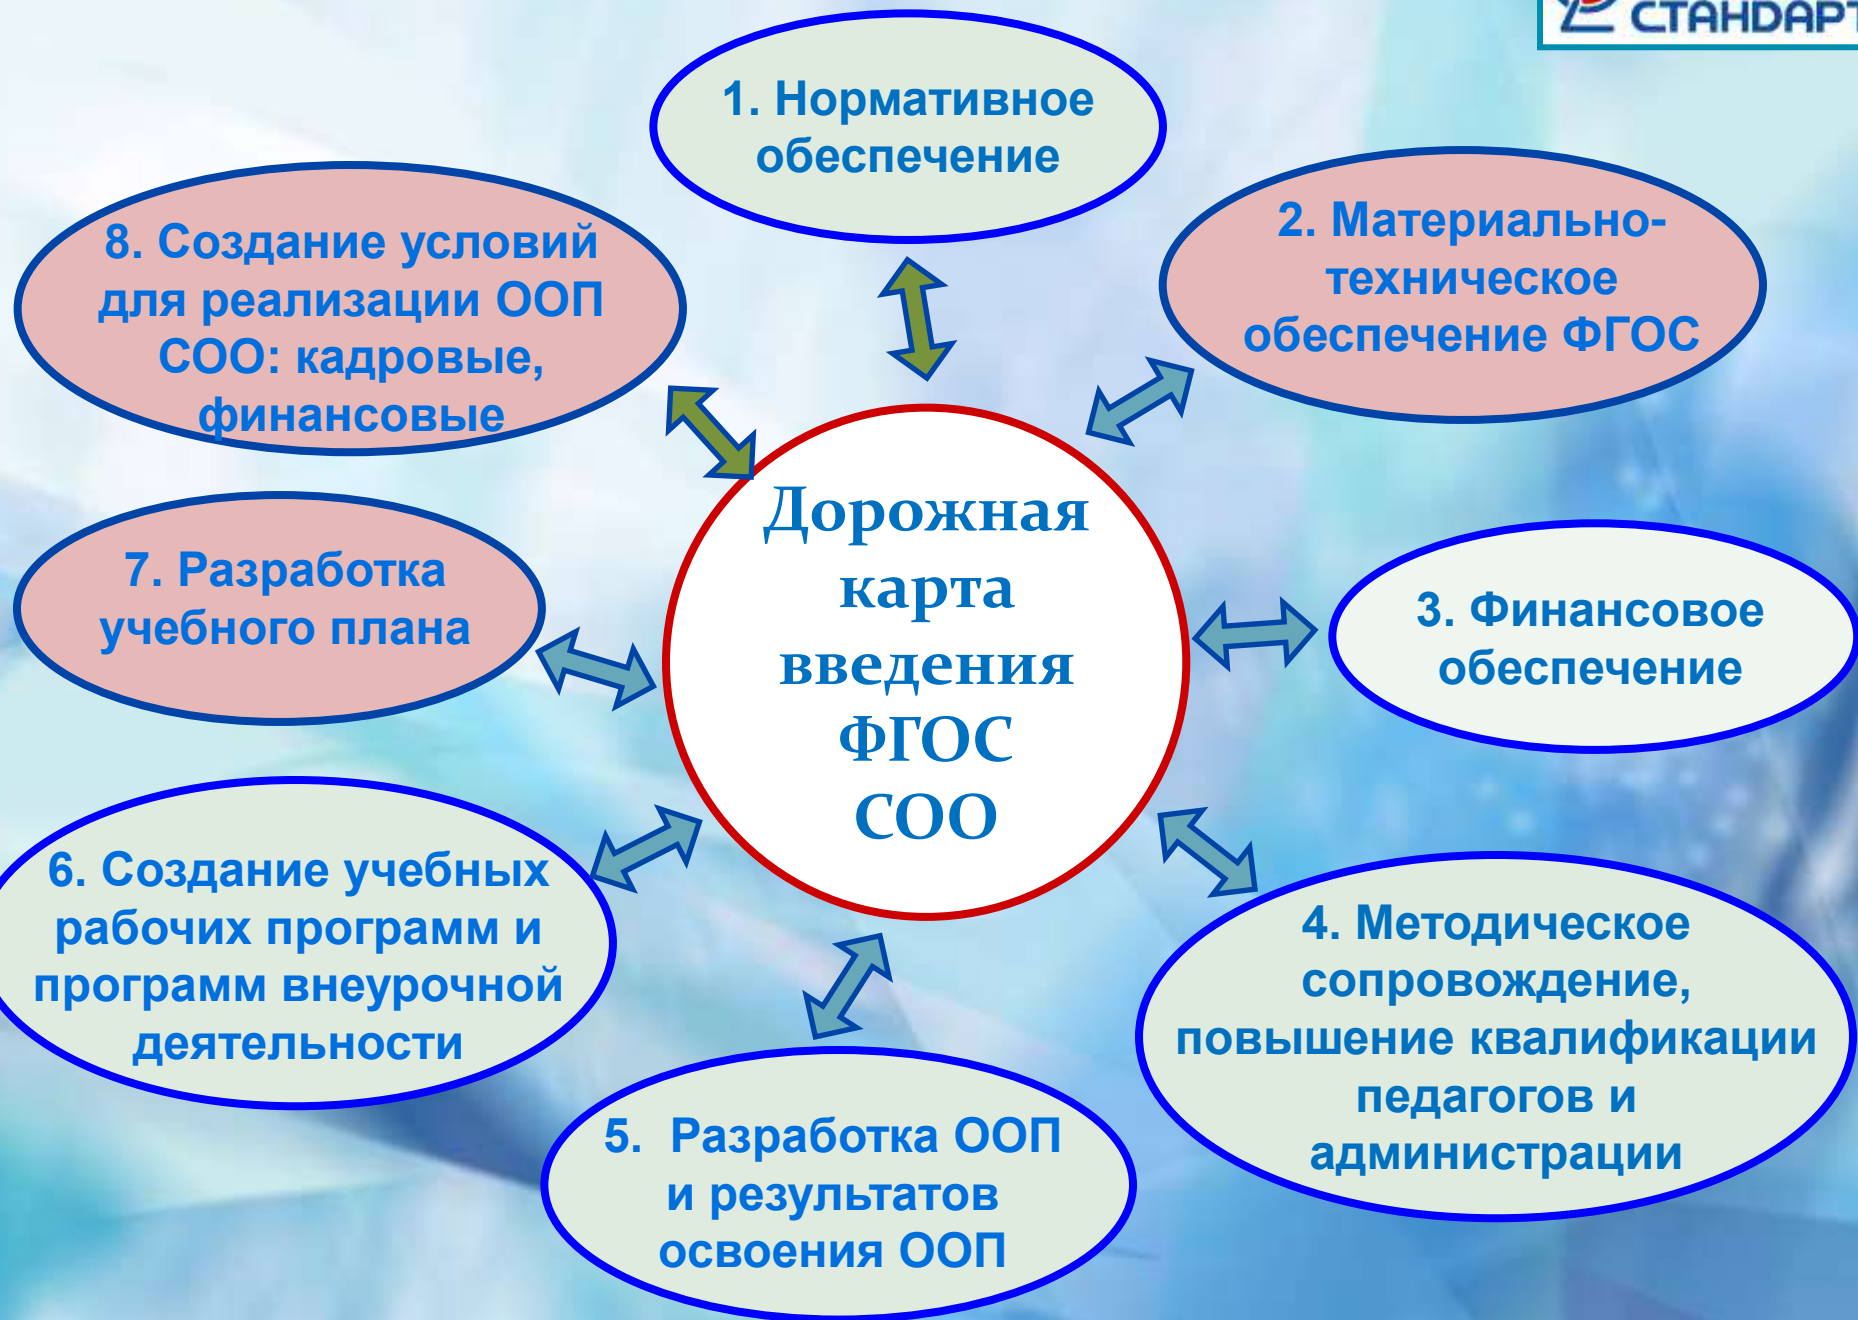 СТАНДАРТ
1. Нормативное
обеспечение
2. Материально-
техническое
обеспечение ФГОС
3. Финансовое
обеспечение
4. Методическое
сопровождение,
повышение квалификации
педагогов и
администрации
5. Разработка ООП
и результатов
освоения ООП
6. Создание учебных
рабочих программ и
программ внеурочной
деятельности
7. Разработка
учебного плана
8. Создание условий
для реализации ООП
СОО: кадровые,
финансовые
Дорожная
карта
введения
ФГОС
СОО